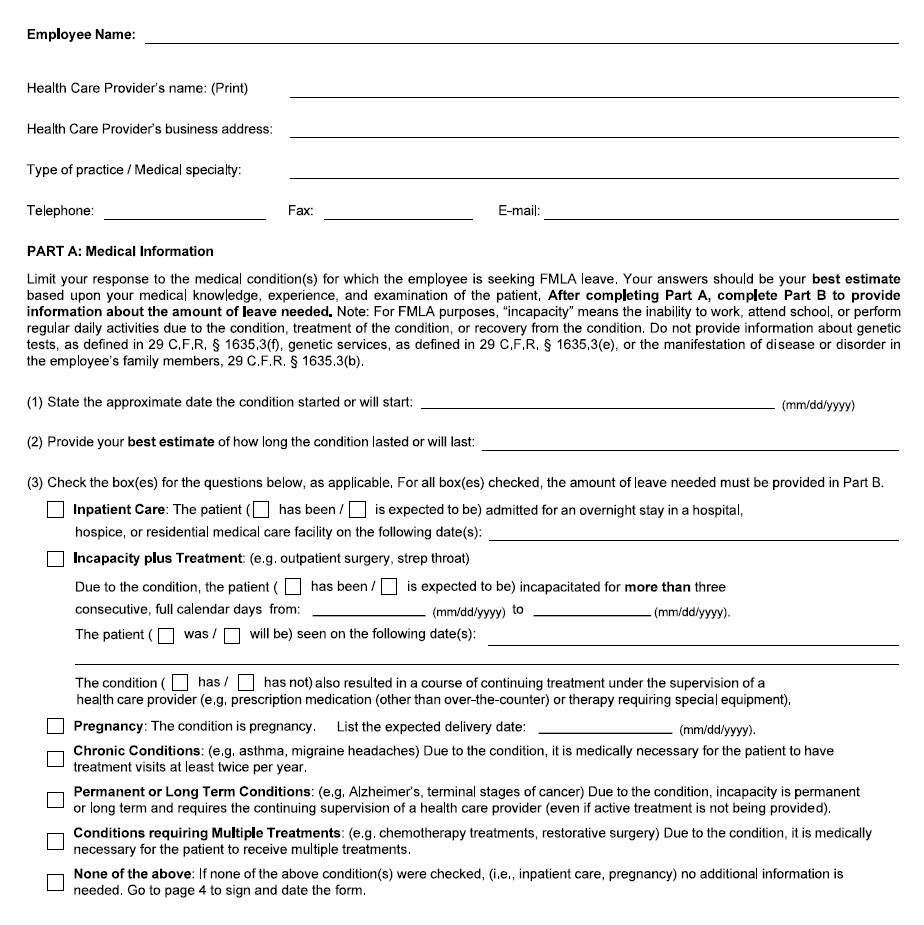 Employee Name:
Health Care Provider's name: (Print)
Health Care Provider's business address:
Type of practice / Medical specialty:
Telephone: Fax: E-mail:
PART A: Medical Information
Limit your response to the medical condition(s) for which the employee is seeking FMLA leave. Your answers should be your best estimate
based upon your medical knowledge, experience, and examination of the patient. After completing Part A, complete Part B to provide
information about the amount of leave needed. Note: For FMLA purposes, “incapacity” means the inability to work, attend school, or perform
regular daily activities due to the condition, treatment of the condition, or recovery from the condition. Do not provide information about genetic
tests, as defined in 29 C.F.R. § 1635.3(f), genetic services, as defined in 29 C.F.R. § 1635.3(e), or the manifestation of disease or disorder in
the employee's family members, 29 C.F.R. § 1635.3(b).
(1) State the approximate date the condition started or will start: (mm/dd/yyyy)
(2) Provide your best estimate of how long the condition lasted or will last:
(3) Check the box(es) for the questions below, as applicable. For all box(es) checked, the amount of leave needed must be provided in Part B.
Inpatient Care: The patient ( has been / is expected to be) admitted for an overnight stay in a hospital,
hospice, or residential medical care facility on the following date(s):
Incapacity plus Treatment: (e.g. outpatient surgery, strep throat)
Due to the condition, the patient ( has been / is expected to be) incapacitated for more than three
consecutive, full calendar days from: (mm/dd/yyyy) to (mm/dd/yyyy).
The patient ( was / will be) seen on the following date(s):
The condition ( has / has not) also resulted in a course of continuing treatment under the supervision of a
health care provider (e.g. prescription medication (other than over-the-counter) or therapy requiring special equipment).
Pregnancy: The condition is pregnancy. List the expected delivery date: (mm/dd/yyyy).
Chronic Conditions: (e.g. asthma, migraine headaches) Due to the condition, it is medically necessary for the patient to have
treatment visits at least twice per year.
Permanent or Long Term Conditions: (e.g. Alzheimer's, terminal stages of cancer) Due to the condition, incapacity is permanent
or long term and requires the continuing supervision of a health care provider (even if active treatment is not being provided).
Conditions requiring Multiple Treatments: (e.g. chemotherapy treatments, restorative surgery) Due to the condition, it is medically
necessary for the patient to receive multiple treatments.
None of the above: If none of the above condition(s) were checked, (i.e., inpatient care, pregnancy) no additional information is
needed. Go to page 4 to sign and date the form.